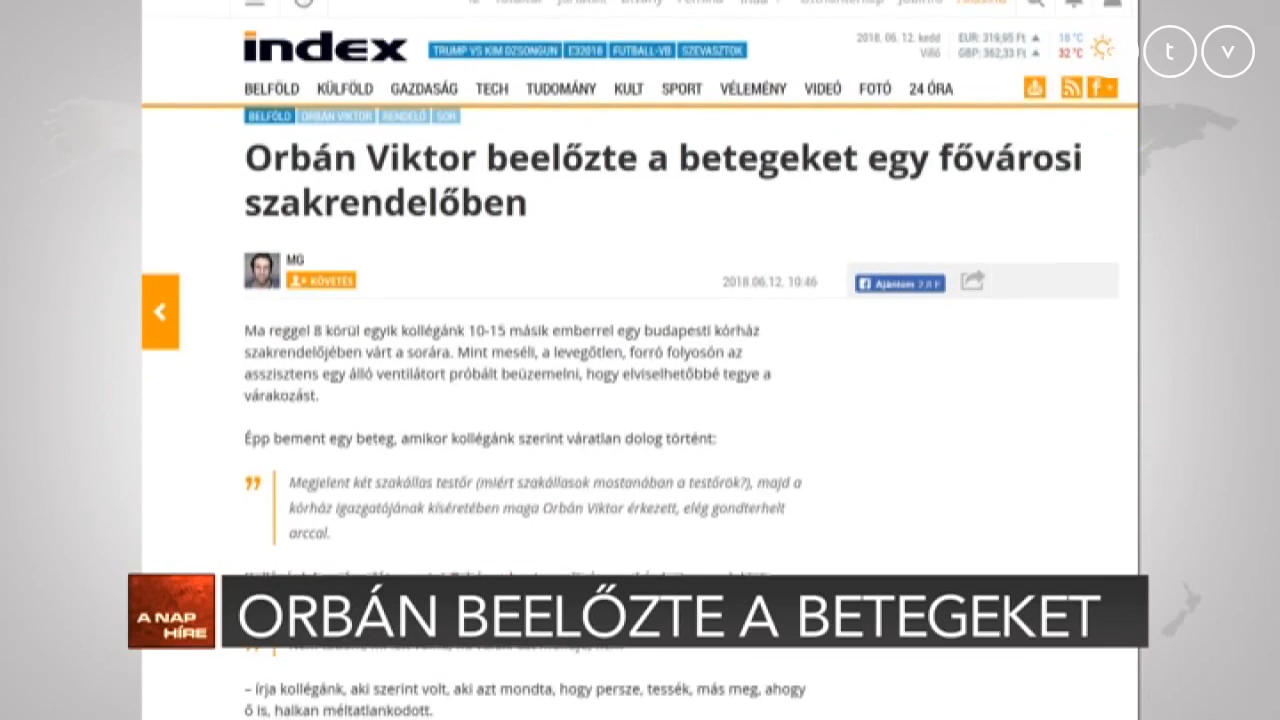 index
TRUMP VS KIM DZSONGUN E32018 FUTBALL-VB SZEVASZTOK
2018. 06. 12. kedd
Villő
EUR: 319,95 Ft
GBP: 362,33 Ft
18 °C
32 °C
t v
BELFÖLD KÜLFÖLD GAZDASÁG TECH TUDOMÁNY KULT SPORT VÉLEMÉNY VIDEÓ FOTÓ 24 ÓRA
BELFÖLD ORBÁN VIKTOR RENDELŐ SOR
Orbán Viktor beelőzte a betegeket egy fővárosi
szakrendelőben
MG
KÖVETÉS
2018.06.12. 10:46
Ajánlom
Ma reggel 8 körül egyik kollégánk 10-15 másik emberrel egy budapesti kórház
szakrendelőjében várt a sorára. Mint meséli, a levegőtlen, forró folyosón az
asszisztens egy álló ventilátort próbált beüzemelni, hogy elviselhetőbbé tegye a
várakozást.
Épp bement egy beteg, amikor kollégánk szerint váratlan dolog történt:
Megjelent két szakállas testőr (miért szakállasok mostanában a testőrök?), majd a
kórház igazgatójának kíséretében maga Orbán Viktor érkezett, elég gondterhelt
arccal.
A NAP
HÍRE
ORBÁN BEELŐZTE A BETEGEKET
– írja kollégánk, aki szerint volt, aki azt mondta, hogy persze, tessék, más meg, ahogy
ő is, halkan méltatlankodott.